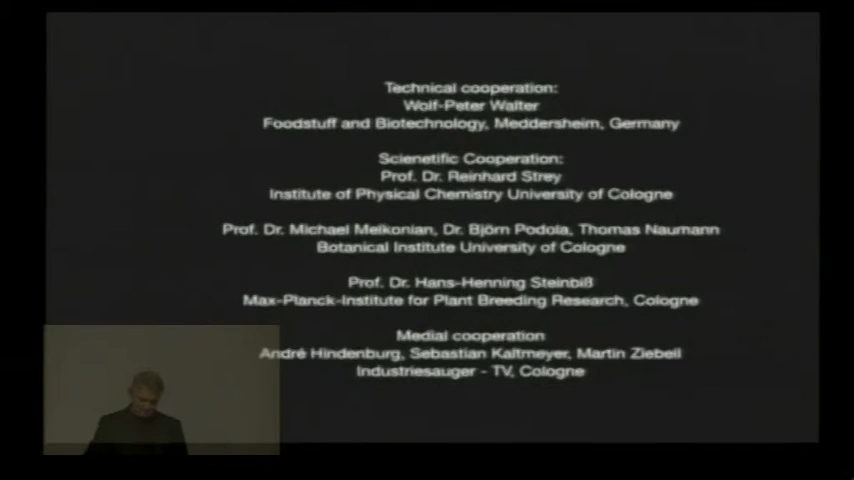 Technical cooperation:
Wolf-Peter Walter
Foodstuff and Biotechnology, Meddersheim, Germany
Scienetific Cooperation:
Prof. Dr. Reinhard Strey
Institute of Physical Chemistry University of Cologne
Prof. Dr. Michael Melkonian, Dr. Björn Podola, Thomas Naumann
Botanical Institute University of Cologne
Prof. Dr. Hans-Henning Steinbiß
Max-Planck-Institute for Plant Breeding Research, Cologne
Medial cooperation
André Hindenburg, Sebastian Kaltmeyer, Martin Ziebell
Industriesauger - TV, Cologne